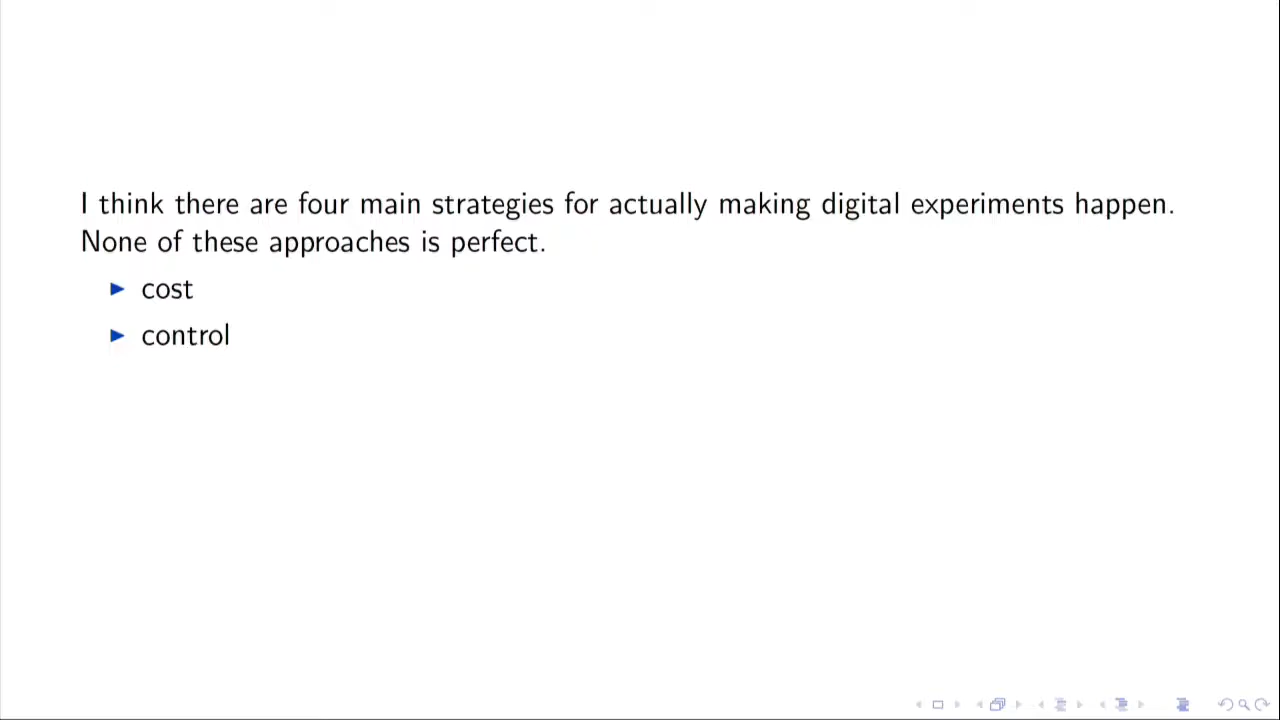 I think there are four main strategies for actually making digital experiments happen.
None of these approaches is perfect.
cost
control